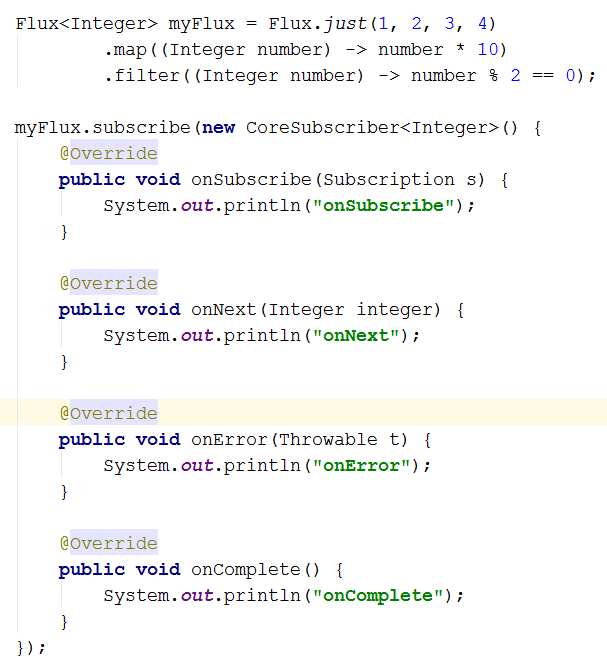 Flux<Integer> myFlux = Flux.just(1, 2, 3, 4)
        .map((Integer number) -> number * 10)
        .filter((Integer number) -> number % 2 == 0);

myFlux.subscribe(new CoreSubscriber<Integer>() {
    @Override
    public void onSubscribe(Subscription s) {
        System.out.println("onSubscribe");
    }

    @Override
    public void onNext(Integer integer) {
        System.out.println("onNext");
    }

    @Override
    public void onError(Throwable t) {
        System.out.println("onError");
    }

    @Override
    public void onComplete() {
        System.out.println("onComplete");
    }
});